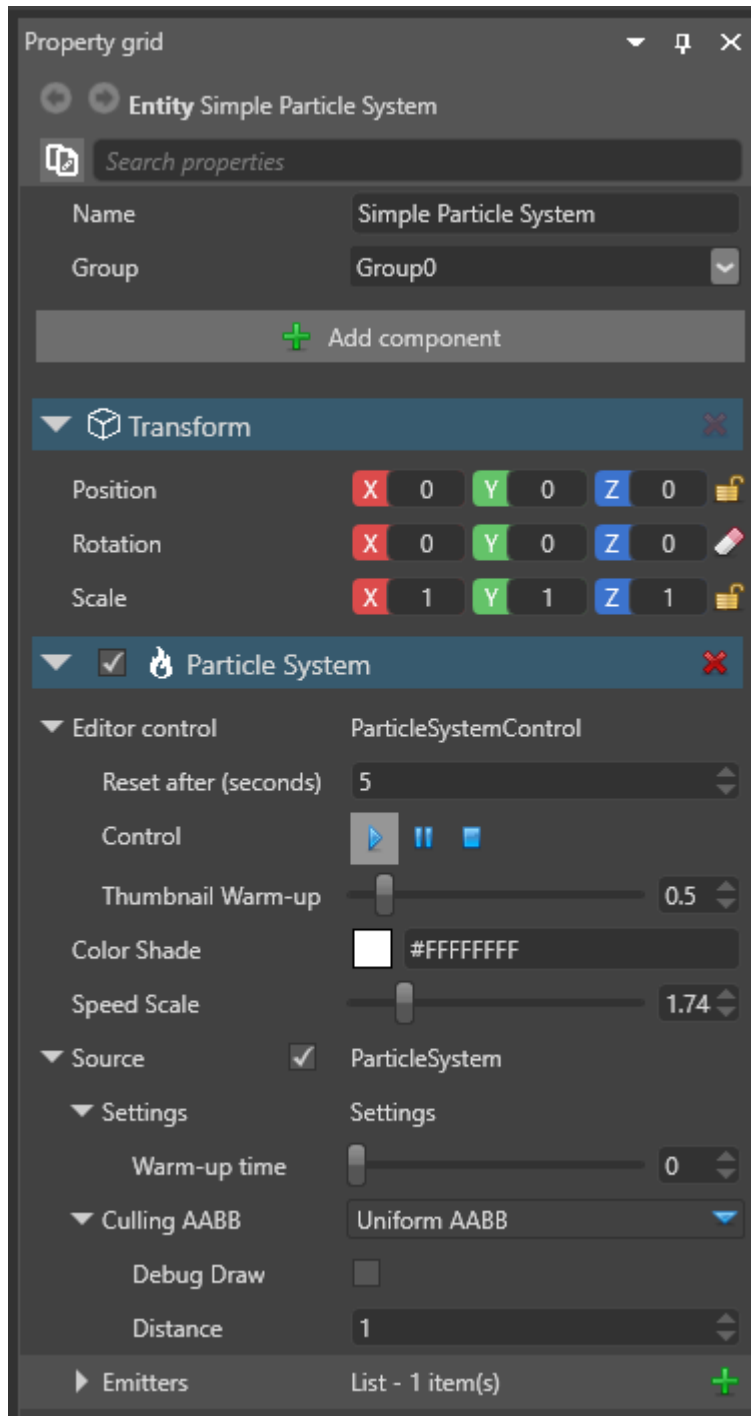 Property grid
Entity Simple Particle System
Search properties
Name Simple Particle System
Group Group0
Add component
Transform
Position X 0 Y 0 Z 0
Rotation X 0 Y 0 Z 0
Scale X 1 Y 1 Z 1
Particle System
Editor control ParticleSystemControl
Reset after (seconds) 5
Control
Thumbnail Warm-up 0.5
Color Shade #FFFFFFFF
Speed Scale 1.74
Source ParticleSystem
Settings Settings
Warm-up time 0
Culling AABB Uniform AABB
Debug Draw
Distance 1
Emitters List - 1 item(s)